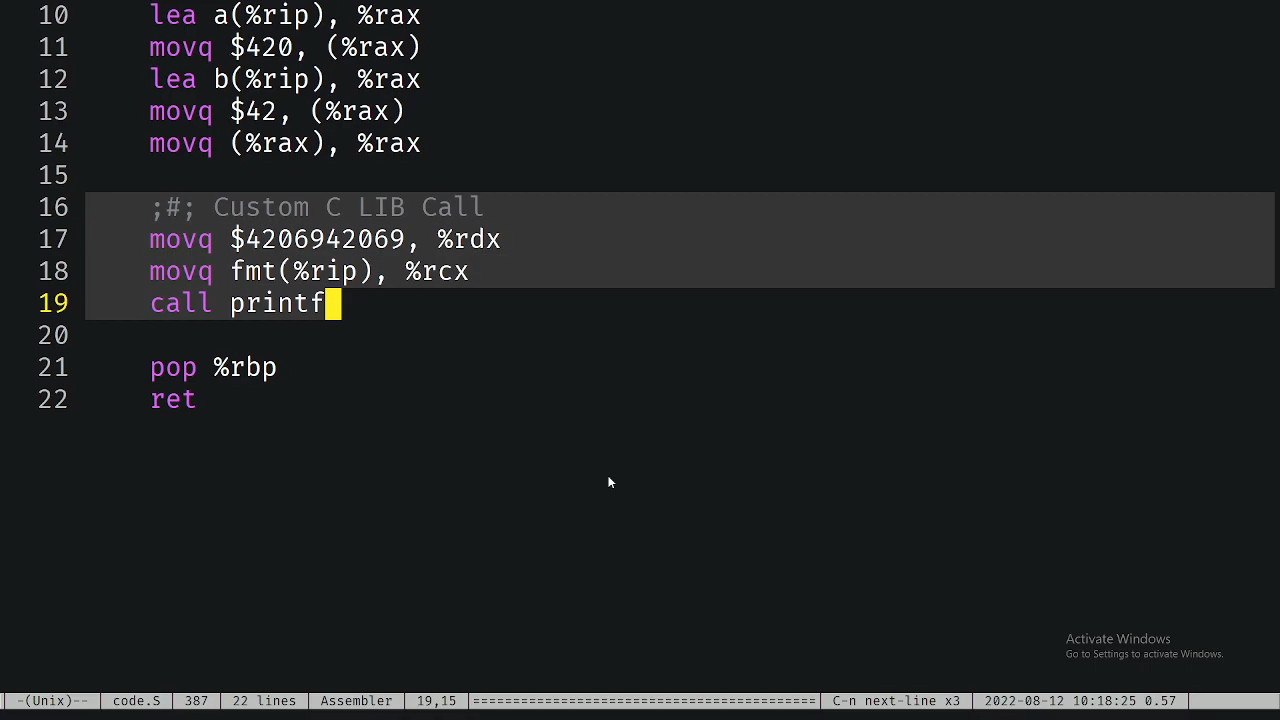 10 lea a(%rip), %rax
11 movq $420, (%rax)
12 lea b(%rip), %rax
13 movq $42, (%rax)
14 movq (%rax), %rax
15
16 ;#; Custom C LIB Call
17 movq $4206942069, %rdx
18 movq fmt(%rip), %rcx
19 call printf
20
21 pop %rbp
22 ret
Activate Windows
Go to Settings to activate Windows.
-(Unix)-- code.S 387 22 lines Assembler 19,15 =========================================== C-n next-line x3 2022-08-12 10:18:25 0.57